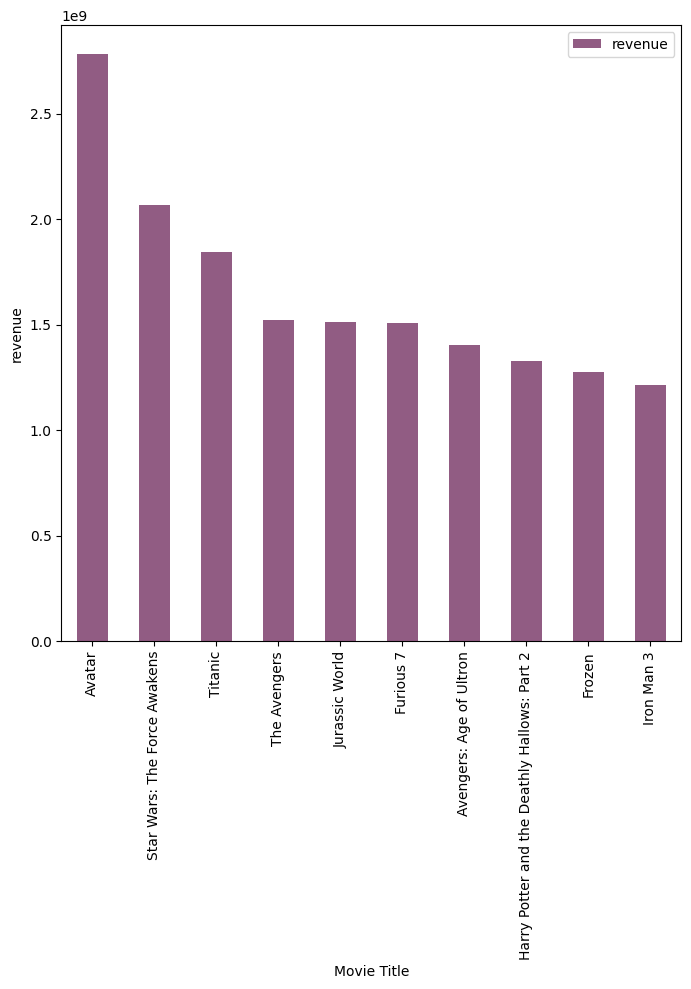 1e9
revenue
2.5
2.0
1.5
1.0
0.5
0.0
revenue
Avatar
Star Wars: The Force Awakens
Titanic
The Avengers
Jurassic World
Furious 7
Avengers: Age of Ultron
Harry Potter and the Deathly Hallows: Part 2
Frozen
Iron Man 3
Movie Title